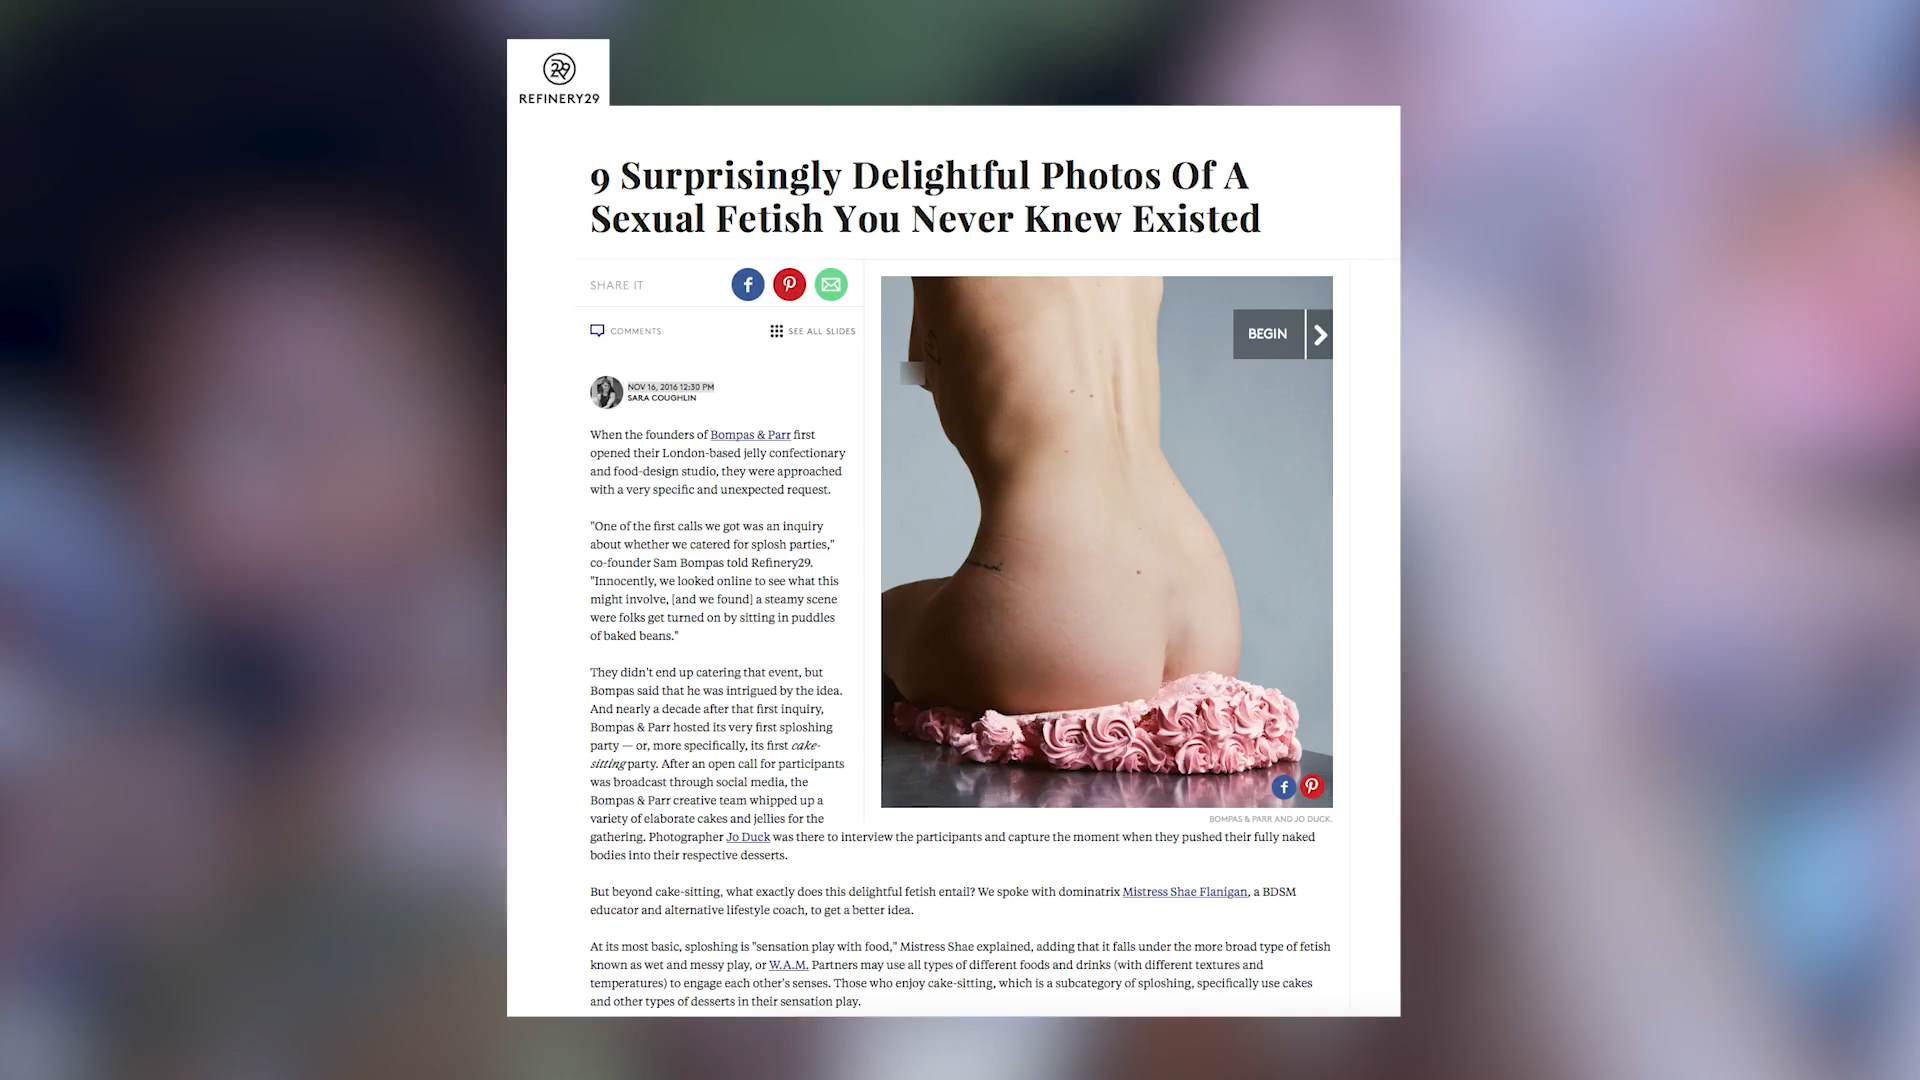 REFINERY29
9 Surprisingly Delightful Photos Of A
Sexual Fetish You Never Knew Existed
SHARE IT
COMMENTS
SEE ALL SLIDES
NOV 16, 2016 12:30 PM
SARA COUGHLIN
When the founders of Bompas & Parr first
opened their London-based jelly confectionary
and food-design studio, they were approached
with a very specific and unexpected request.
"One of the first calls we got was an inquiry
about whether we catered for splosh parties,"
co-founder Sam Bompas told Refinery29.
"Innocently, we looked online to see what this
might involve, [and we found] a steamy scene
were folks get turned on by sitting in puddles
of baked beans."
They didn't end up catering that event, but
Bompas said that he was intrigued by the idea.
And nearly a decade after that first inquiry,
Bompas & Parr hosted its very first sploshing
party — or, more specifically, its first cake-
sitting party. After an open call for participants
was broadcast through social media, the
Bompas & Parr creative team whipped up a
variety of elaborate cakes and jellies for the
gathering. Photographer Jo Duck was there to interview the participants and capture the moment when they pushed their fully naked
bodies into their respective desserts.
But beyond cake-sitting, what exactly does this delightful fetish entail? We spoke with dominatrix Mistress Shae Flanigan, a BDSM
educator and alternative lifestyle coach, to get a better idea.
At its most basic, sploshing is "sensation play with food," Mistress Shae explained, adding that it falls under the more broad type of fetish
known as wet and messy play, or W.A.M. Partners may use all types of different foods and drinks (with different textures and
temperatures) to engage each other's senses. Those who enjoy cake-sitting, which is a subcategory of sploshing, specifically use cakes
and other types of desserts in their sensation play.
BEGIN
BOMPAS & PARR AND JO DUCK.